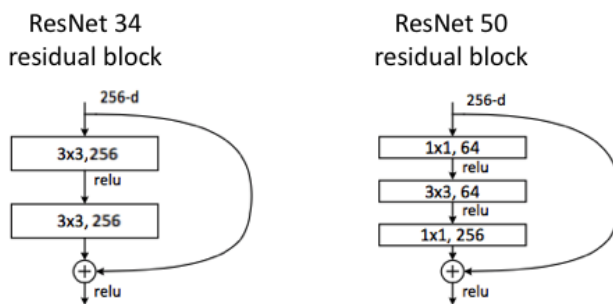 ResNet 34
residual block
256-d
3x3,256
relu
3x3, 256
relu
ResNet 50
residual block
256-d
1x1, 64
relu
3x3, 64
relu
1x1, 256
relu